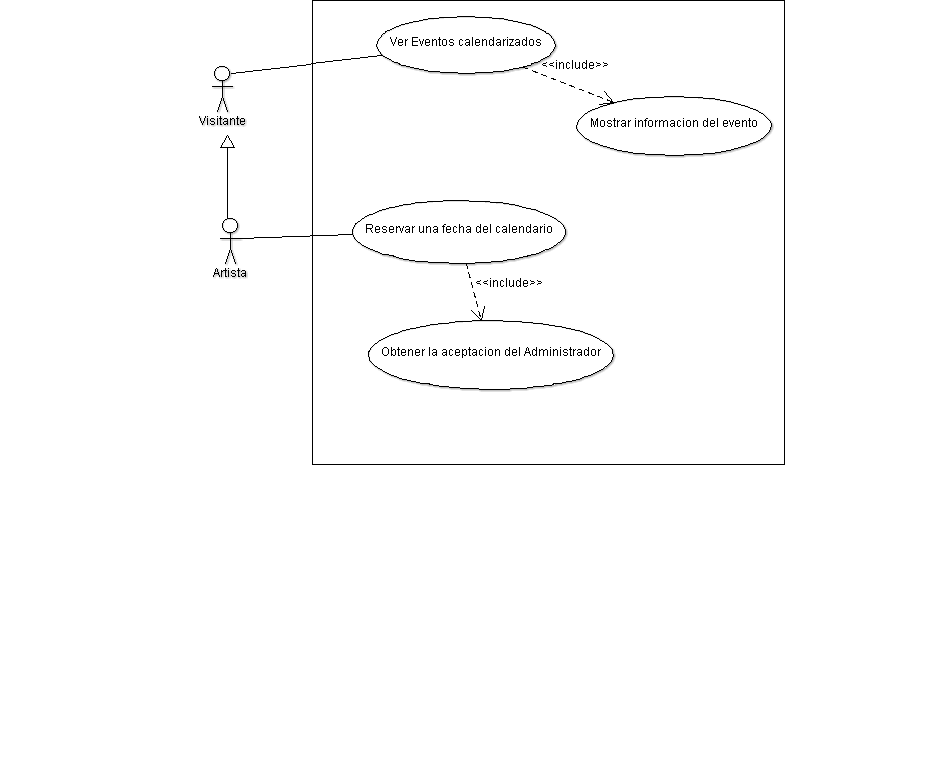 Ver Eventos calendarizados
<<include>>
Visitante
Mostrar informacion del evento
Reservar una fecha del calendario
Artista
<<include>>
Obtener la aceptacion del Administrador